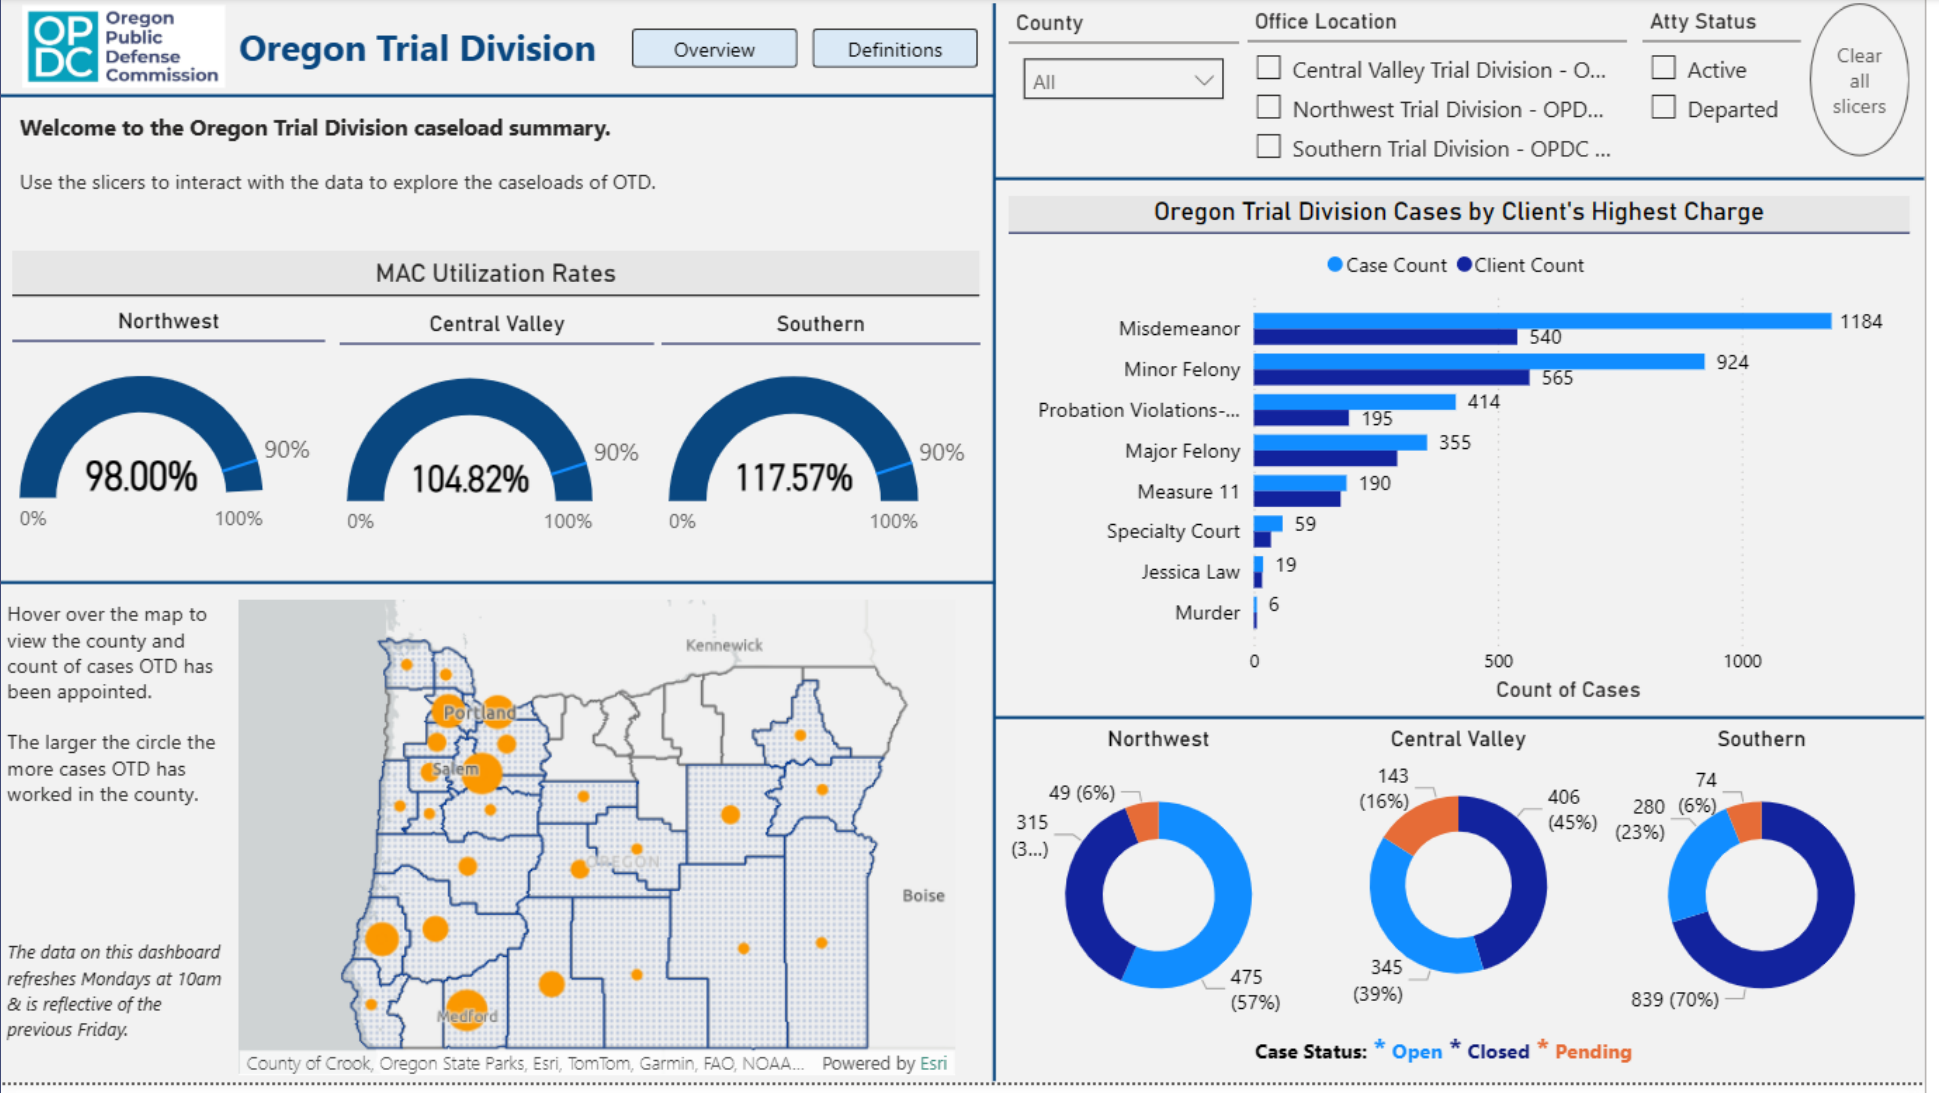 OP
DC
Oregon
Public
Defense
Commission
Oregon Trial Division
Overview
Definitions
Welcome to the Oregon Trial Division caseload summary.
Use the slicers to interact with the data to explore the caseloads of OTD.
MAC Utilization Rates
Northwest
Central Valley
Southern
98.00%
90%
0%
100%
104.82%
90%
0%
100%
117.57%
90%
0%
100%
Hover over the map to
view the county and
count of cases OTD has
been appointed.
The larger the circle the
more cases OTD has
worked in the county.
The data on this dashboard
refreshes Mondays at 10am
& is reflective of the
previous Friday.
Kennewick
Portland
Salem
OREGON
Boise
Medford
County of Crook, Oregon State Parks, Esri, TomTom, Garmin, FAO, NOAA...
Powered by Esri
County
All
Office Location
Central Valley Trial Division - O...
Northwest Trial Division - OPD...
Southern Trial Division - OPDC ...
Atty Status
Active
Departed
Clear
all
slicers
Oregon Trial Division Cases by Client's Highest Charge
Case Count
Client Count
Misdemeanor
1184
540
Minor Felony
924
565
Probation Violations-...
414
195
Major Felony
355
Measure 11
190
Specialty Court
59
Jessica Law
19
Murder
6
0
500
1000
Count of Cases
Northwest
49 (6%)
315
(3...)
475
(57%)
Central Valley
143
(16%)
406
(45%)
345
(39%)
Southern
74
(6%)
280
(23%)
839 (70%)
Case Status: * Open * Closed * Pending